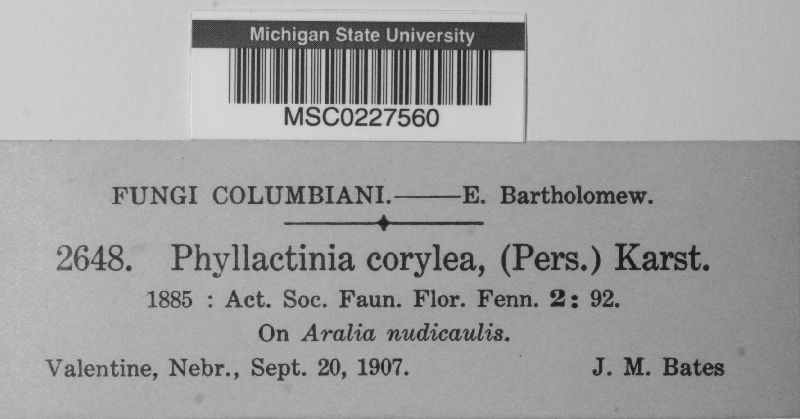 Michigan State University
MSC0227560
FUNGI COLUMBIANI.——E. Bartholomew.
2648. Phyllactinia corylea, (Pers.) Karst.
1885 : Act. Soc. Faun. Flor. Fenn. 2: 92.
On Aralia nudicaulis.
Valentine, Nebr., Sept. 20, 1907. J. M. Bates